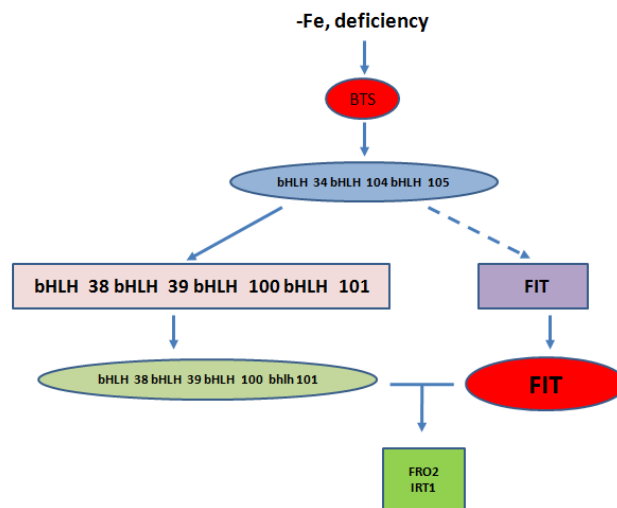 -Fe, deficiency
BTS
bHLH 34 bHLH 104 bHLH 105
bHLH 38 bHLH 39 bHLH 100 bHLH 101
FIT
bHLH 38 bHLH 39 bHLH 100 bhlh 101
FIT
FRO2
IRT1